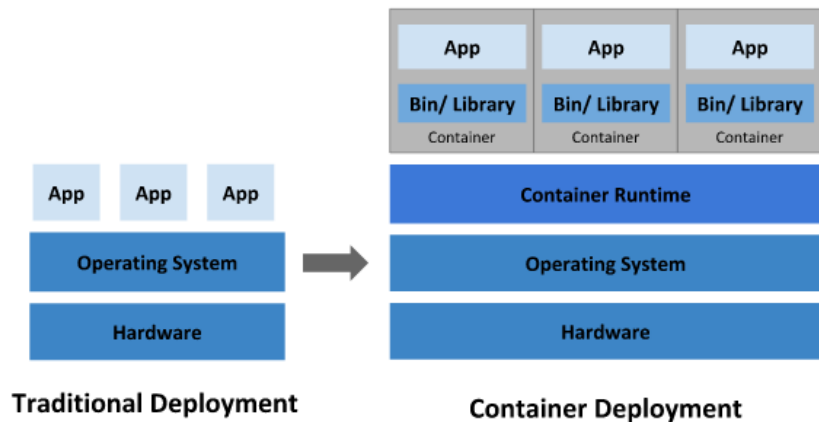 App App App
Operating System
Hardware
Traditional Deployment
App App App
Bin/ Library Bin/ Library Bin/ Library
Container Container Container
Container Runtime
Operating System
Hardware
Container Deployment